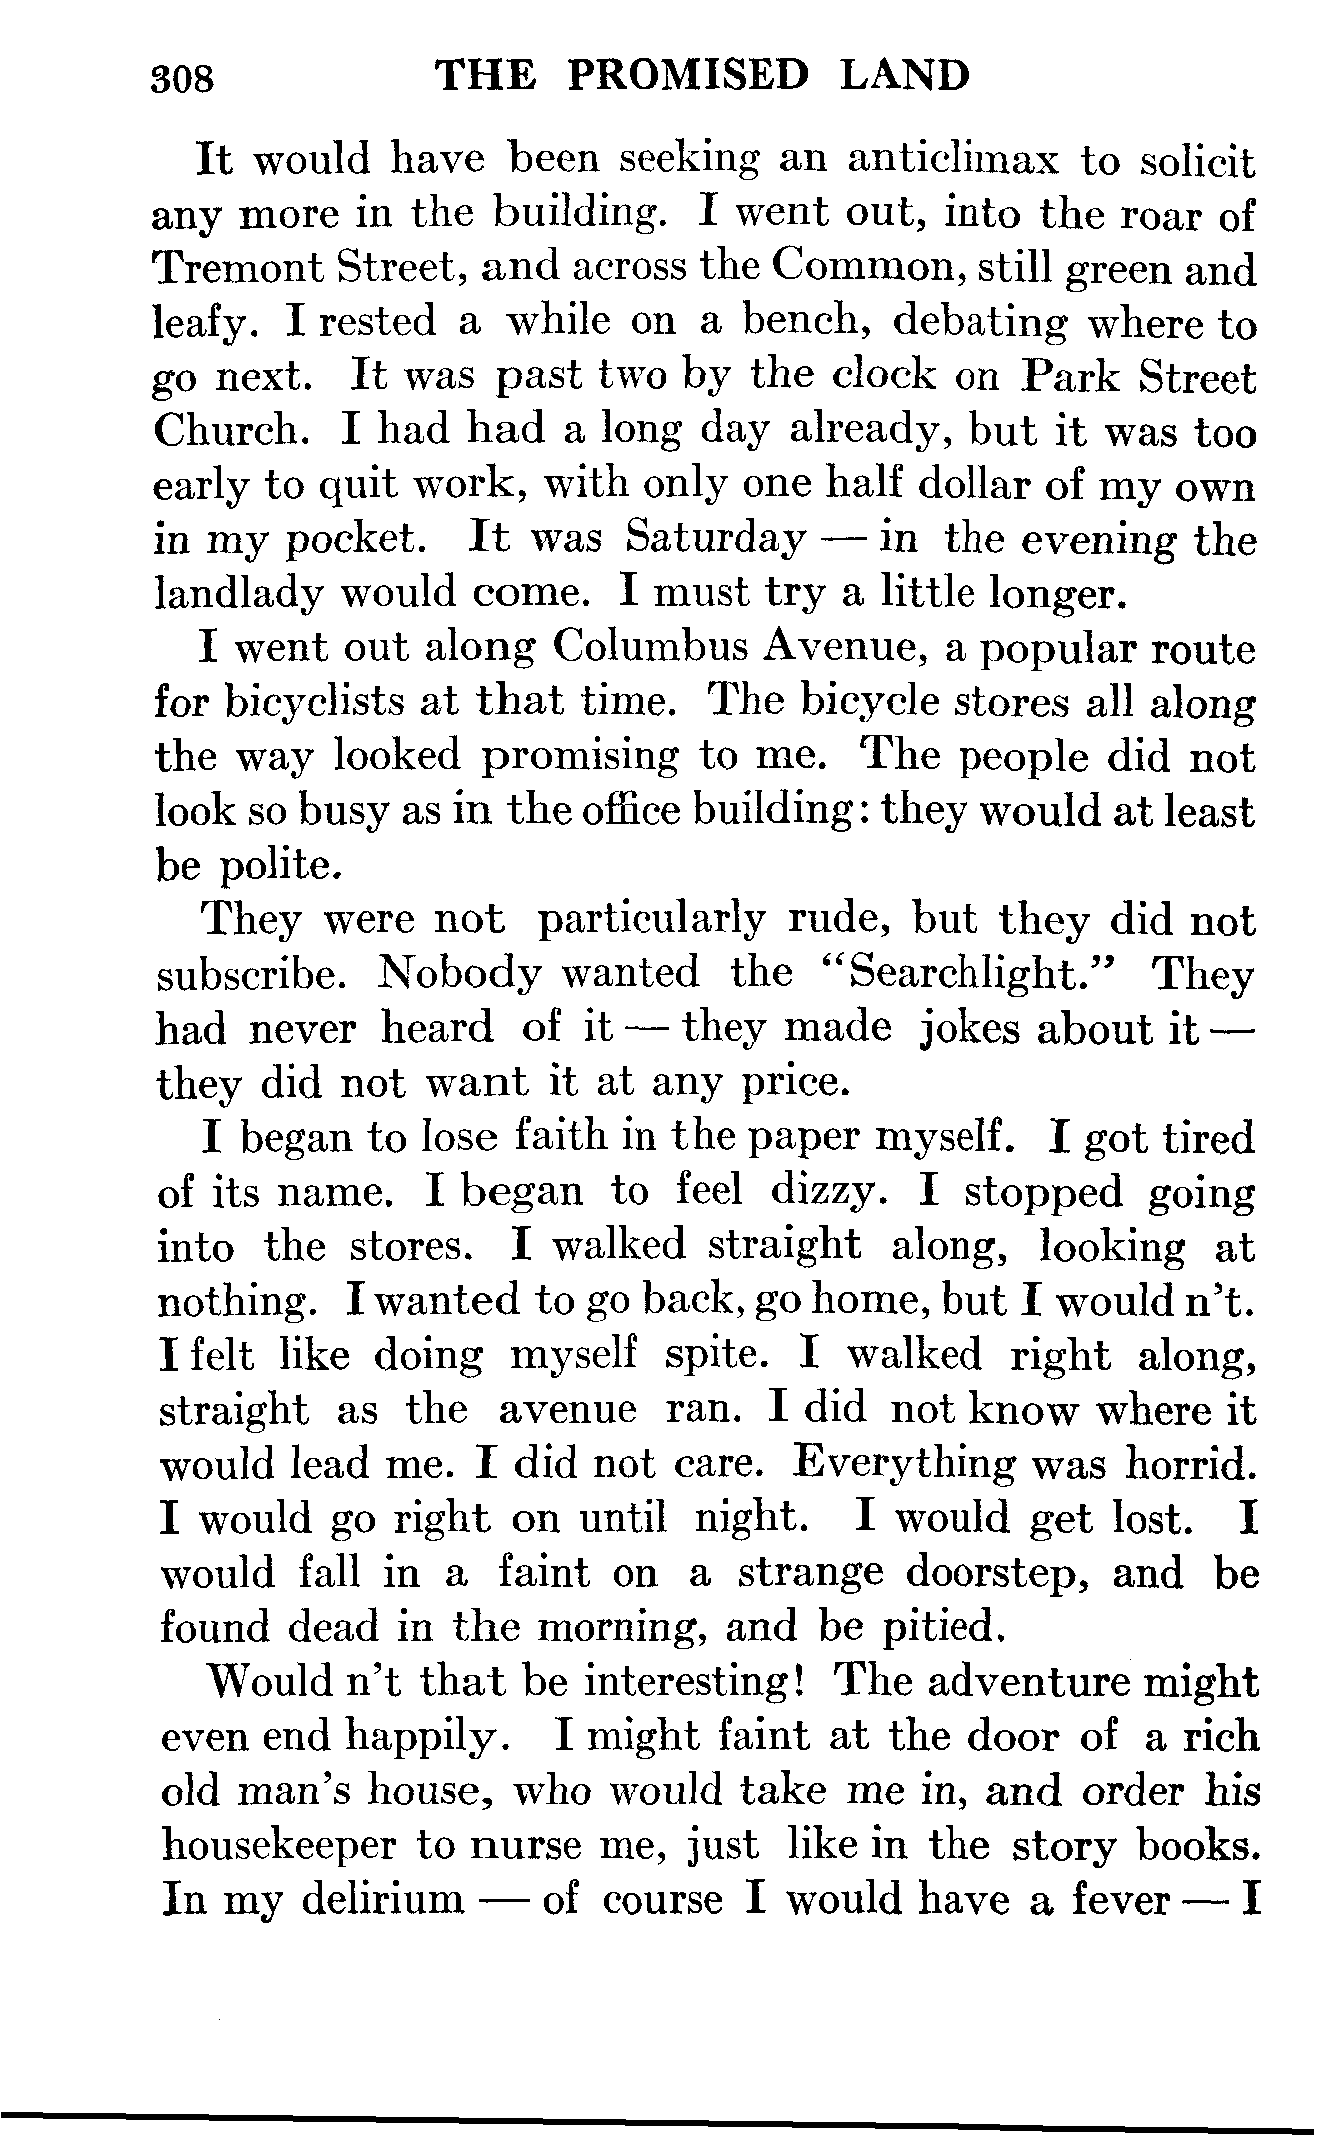 308 THE PROMISED LAND
It would have been seeking an anticlimax to solicit
any more in the building. I went out, into the roar of
Tremont Street, and across the Common, still green and
leafy. I rested a while on a bench, debating where to
go next. It was past two by the clock on Park Street
Church. I had had a long day already, but it was too
early to quit work, with only one half dollar of my own
in my pocket. It was Saturday — in the evening the
landlady would come. I must try a little longer.
I went out along Columbus Avenue, a popular route
for bicyclists at that time. The bicycle stores all along
the way looked promising to me. The people did not
look so busy as in the office building: they would at least
be polite.
They were not particularly rude, but they did not
subscribe. Nobody wanted the “Searchlight.” They
had never heard of it — they made jokes about it —
they did not want it at any price.
I began to lose faith in the paper myself. I got tired
of its name. I began to feel dizzy. I stopped going
into the stores. I walked straight along, looking at
nothing. I wanted to go back, go home, but I would n’t.
I felt like doing myself spite. I walked right along,
straight as the avenue ran. I did not know where it
would lead me. I did not care. Everything was horrid.
I would go right on until night. I would get lost. I
would fall in a faint on a strange doorstep, and be
found dead in the morning, and be pitied.
Would n’t that be interesting! The adventure might
even end happily. I might faint at the door of a rich
old man’s house, who would take me in, and order his
housekeeper to nurse me, just like in the story books.
In my delirium — of course I would have a fever — I